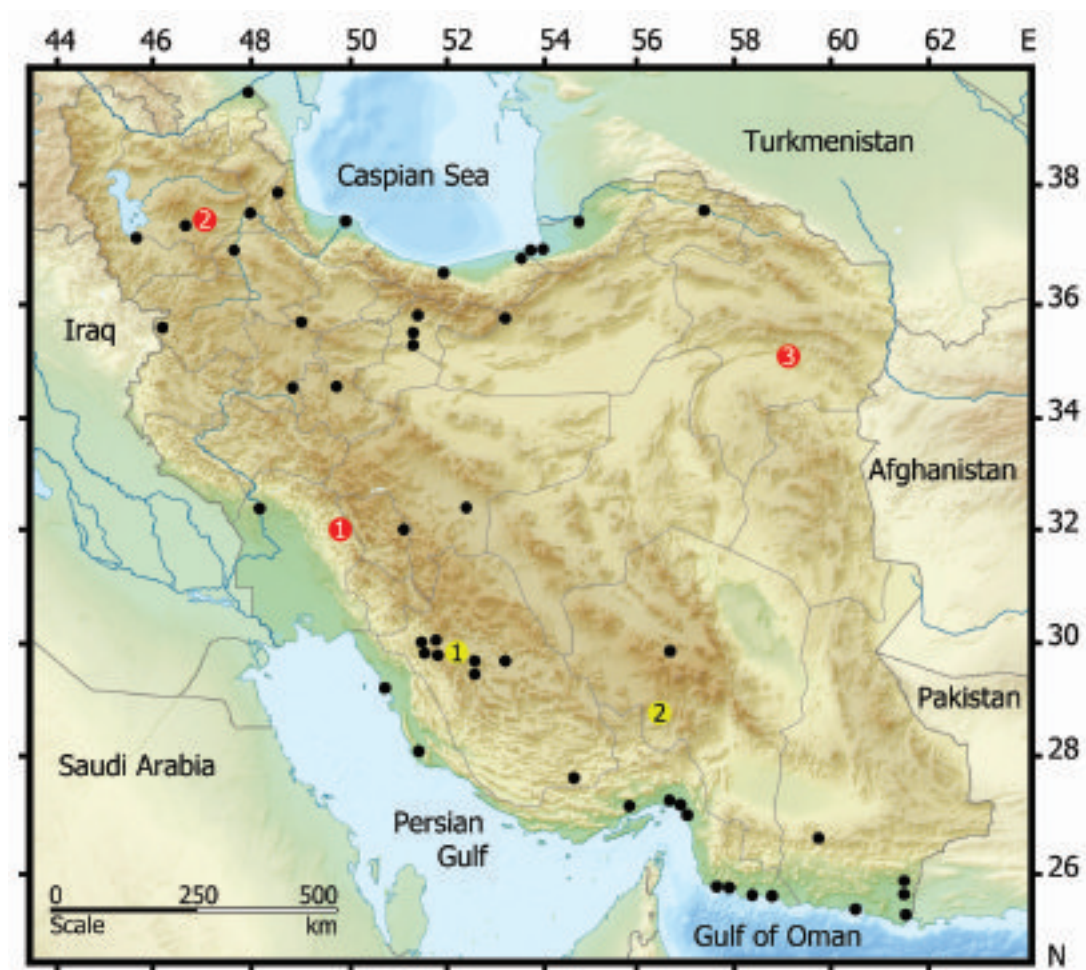 44 46 48 50 52 54 56 58 60 62 E
Turkmenistan
Caspian Sea
38
2
36
Iraq
3
34
Afghanistan
1
32
30
1
Pakistan
2
28
Saudi Arabia
Persian
Gulf
26
0 250 500
Scale km
Gulf of Oman
N